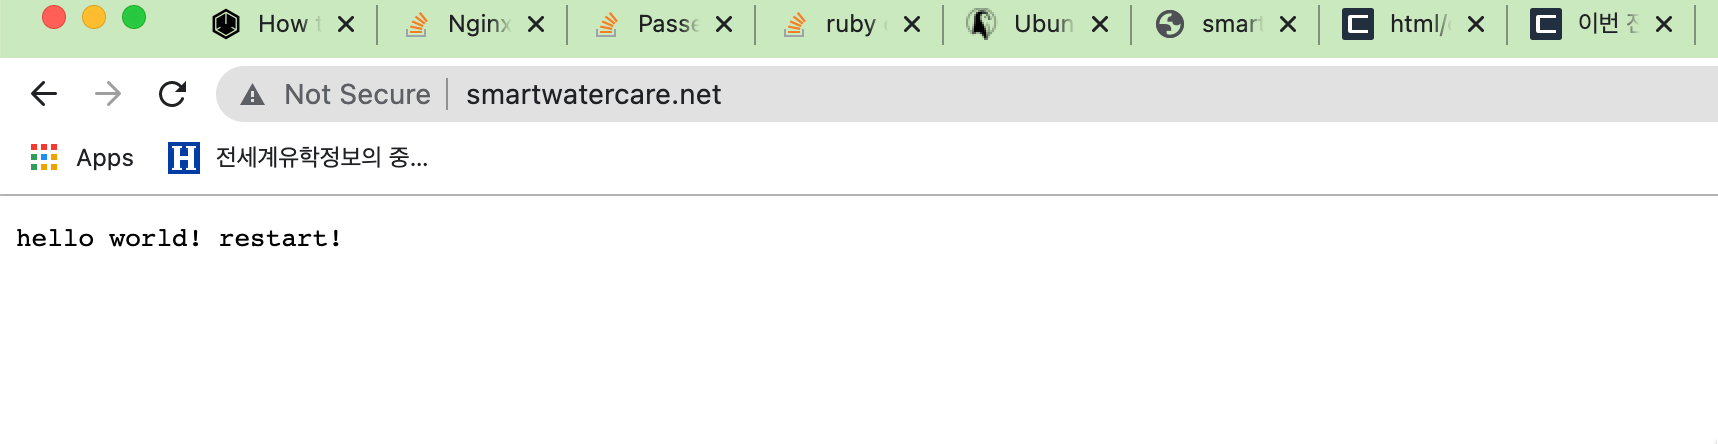 How Nginx Passe ruby Ubun smart html/ 이번
Not Secure smartwatercare.net
Apps H 전세계유학정보의 중...
hello world! restart!